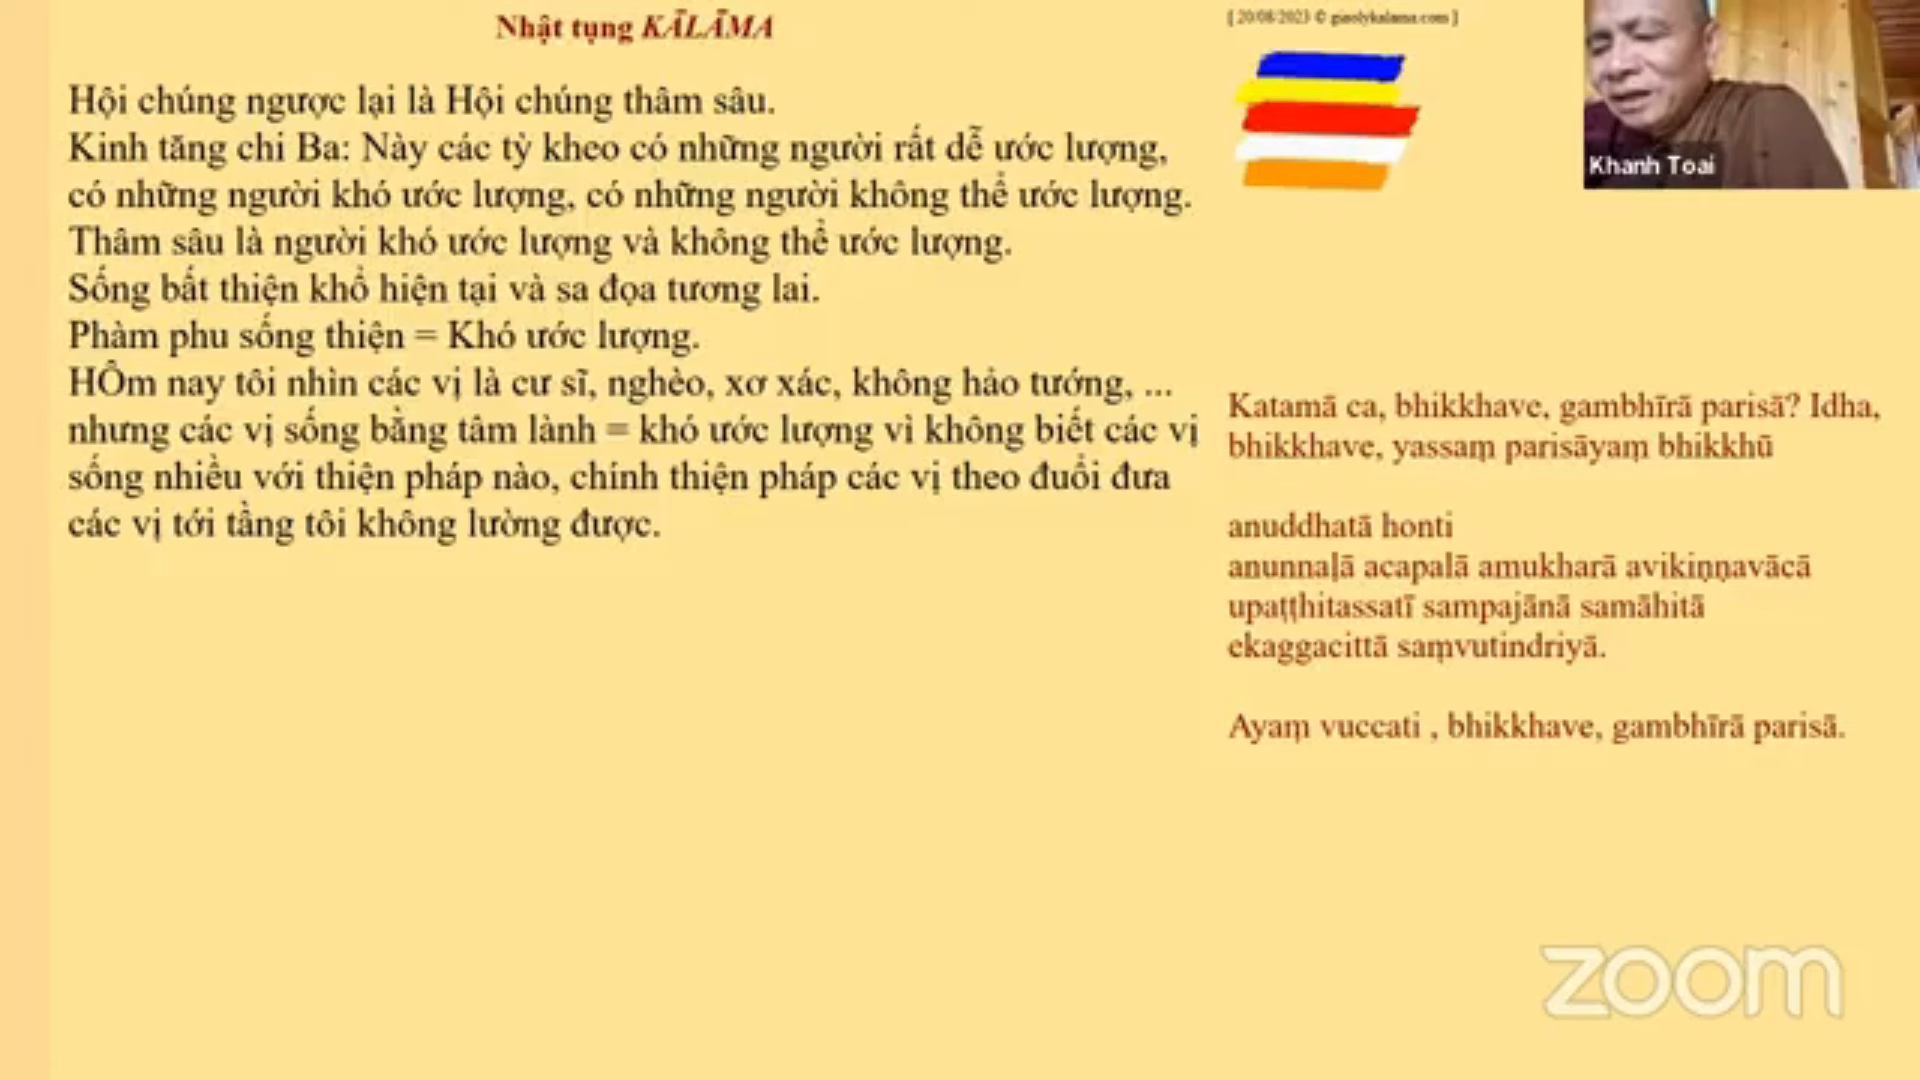 Nhật tụng KĀLĀMA
Hội chúng ngược lại là Hội chúng thâm sâu.
Kinh tăng chi Ba: Này các tỳ kheo có những người rất dễ ước lượng,
có những người khó ước lượng, có những người không thể ước lượng.
Thâm sâu là người khó ước lượng và không thể ước lượng.
Sống bất thiện khổ hiện tại và sa đọa tương lai.
Phàm phu sống thiện = Khó ước lượng.
HÔm nay tôi nhìn các vị là cư sĩ, nghèo, xơ xác, không hảo tướng, ...
nhưng các vị sống bằng tâm lành = khó ước lượng vì không biết các vị
sống nhiều với thiện pháp nào, chính thiện pháp các vị theo đuổi đưa
các vị tới tầng tôi không lường được.
[ 20/08/2023 © giaolykalama.com ]
Khanh Toai
Katamā ca, bhikkhave, gambhīrā parisā? Idha,
bhikkhave, yassaṃ parisāyaṃ bhikkhū
anuddhatā honti
anunnaḷā acapalā amukharā avikiṇṇavācā
upaṭṭhitassatī sampajānā samāhitā
ekaggacittā saṃvutindriyā.
Ayaṃ vuccati , bhikkhave, gambhīrā parisā.
zoom